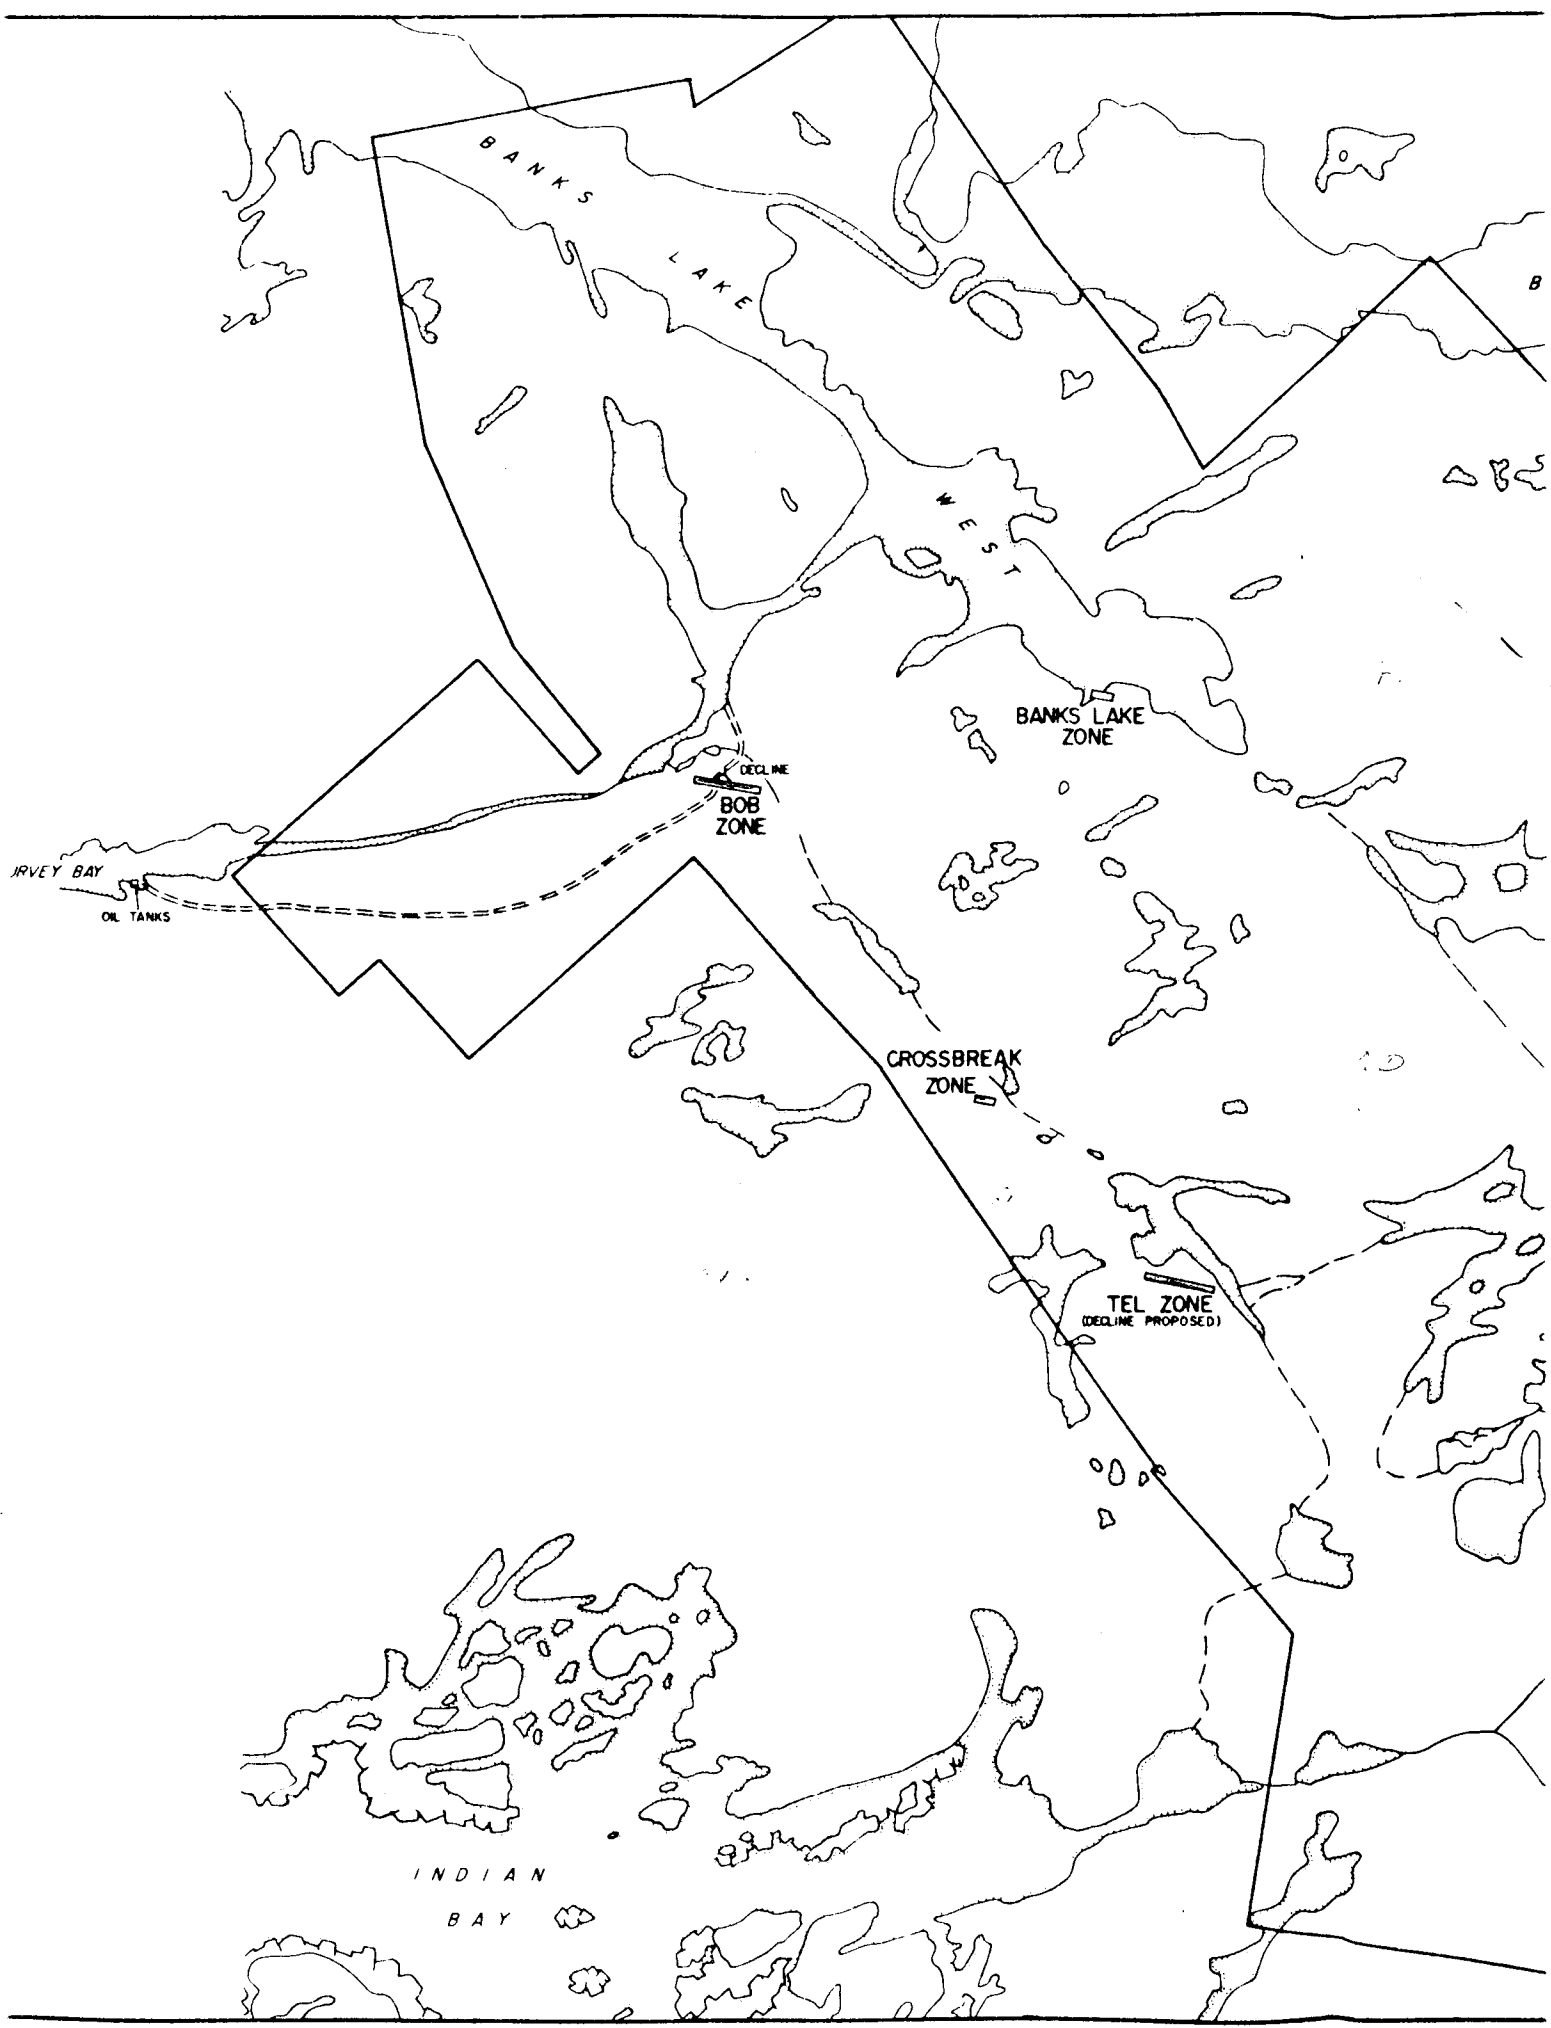 BANKS
LAKE
WEST
B
BANKS LAKE
ZONE
DECLINE
BOB
ZONE
URVEY BAY
OIL TANKS
CROSSBREAK
ZONE
TEL ZONE
(DECLINE PROPOSED)
INDIAN
BAY